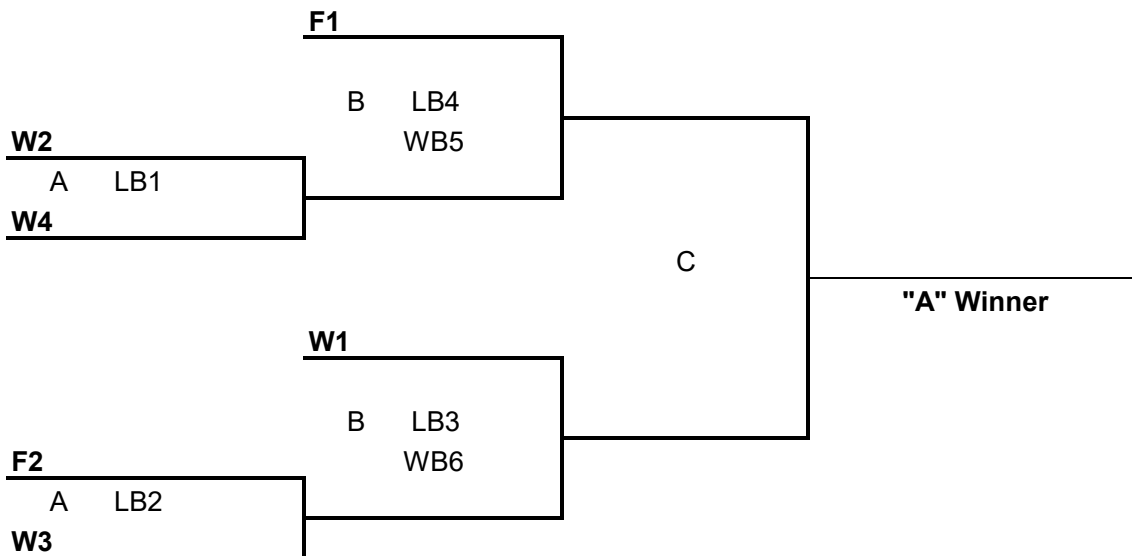 F1
B LB4
WB5
W2
A LB1
W4
C
"A" Winner
W1
B LB3
WB6
F2
A LB2
W3